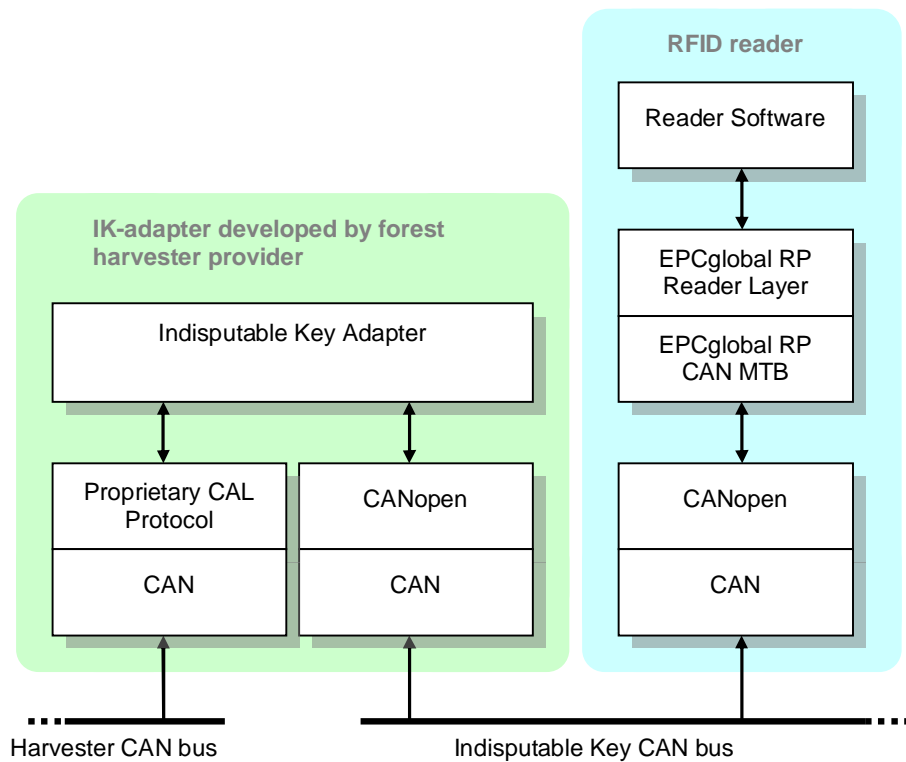 RFID reader
Reader Software
IK-adapter developed by forest
harvester provider
EPCglobal RP
Reader Layer
Indisputable Key Adapter
EPCglobal RP
CAN MTB
Proprietary CAL
Protocol
CANopen
CANopen
CAN
CAN
CAN
Harvester CAN bus
Indisputable Key CAN bus